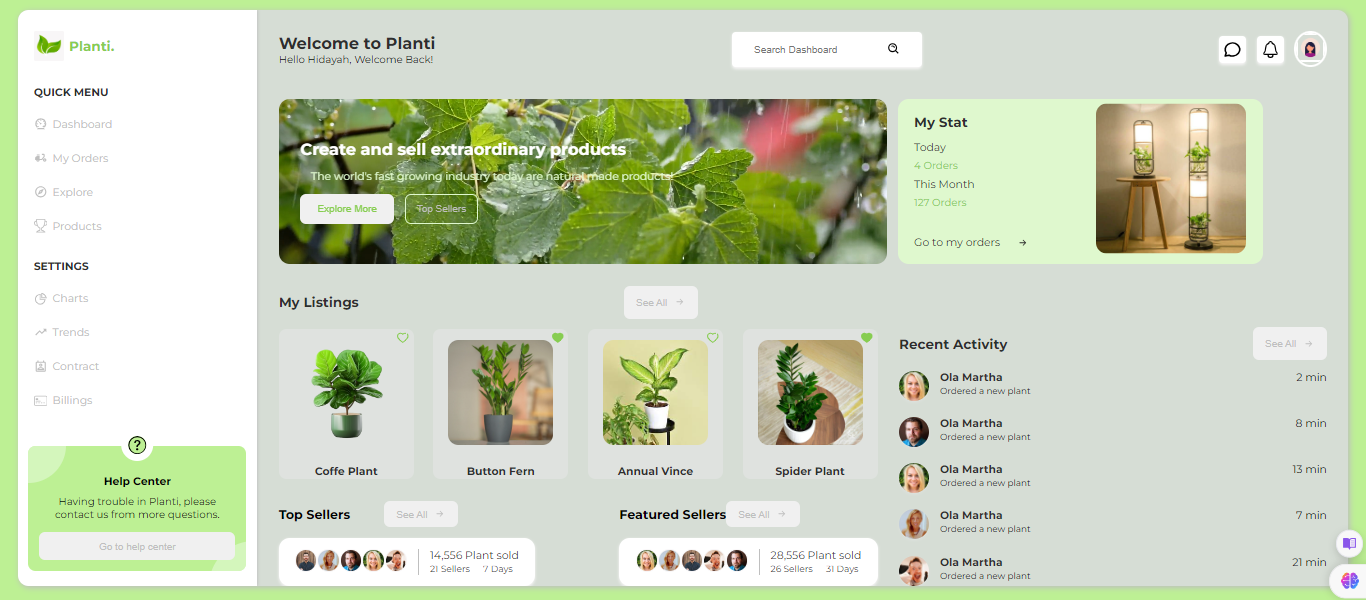 Planti.
QUICK MENU
Dashboard
My Orders
Explore
Products
SETTINGS
Charts
Trends
Contract
Billings
?
Help Center
Having trouble in Planti, please
contact us from more questions.
Go to help center
Welcome to Planti
Hello Hidayah, Welcome Back!
Search Dashboard
Create and sell extraordinary products
The world's fast growing industry today are natural made products!
Explore More
Top Sellers
My Stat
Today
4 Orders
This Month
127 Orders
Go to my orders →
My Listings
See All →
Coffe Plant
Button Fern
Annual Vince
Spider Plant
Top Sellers
See All →
14,556 Plant sold
21 Sellers 7 Days
Featured Sellers
See All →
28,556 Plant sold
26 Sellers 31 Days
Recent Activity
See All →
Ola Martha
Ordered a new plant
2 min
Ola Martha
Ordered a new plant
8 min
Ola Martha
Ordered a new plant
13 min
Ola Martha
Ordered a new plant
7 min
Ola Martha
Ordered a new plant
21 min